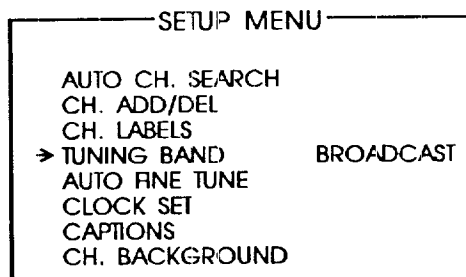 SETUP MENU
AUTO CH. SEARCH
CH. ADD/DEL
CH. LABELS
→ TUNING BAND BROADCAST
AUTO FINE TUNE
CLOCK SET
CAPTIONS
CH. BACKGROUND